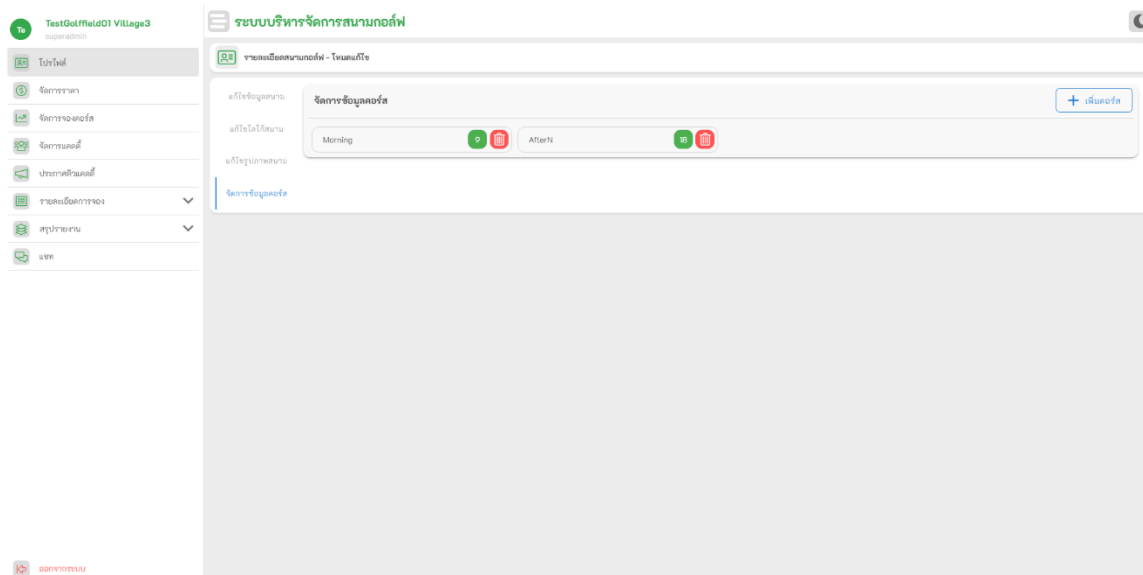 Te
TestGolffield01 Village3
superadmin
โปรไฟล์
จัดการราคา
จัดการจองคอร์ส
จัดการแคดดี้
ประกาศคิวแคดดี้
รายละเอียดการจอง
สรุปรายงาน
แชท
ออกจากระบบ
ระบบบริหารจัดการสนามกอล์ฟ
รายละเอียดสนามกอล์ฟ - โหมดแก้ไข
แก้ไขข้อมูลสนาม
แก้ไขโลโก้สนาม
แก้ไขรูปภาพสนาม
จัดการข้อมูลคอร์ส
จัดการข้อมูลคอร์ส
เพิ่มคอร์ส
Morning 9
AfterN 18